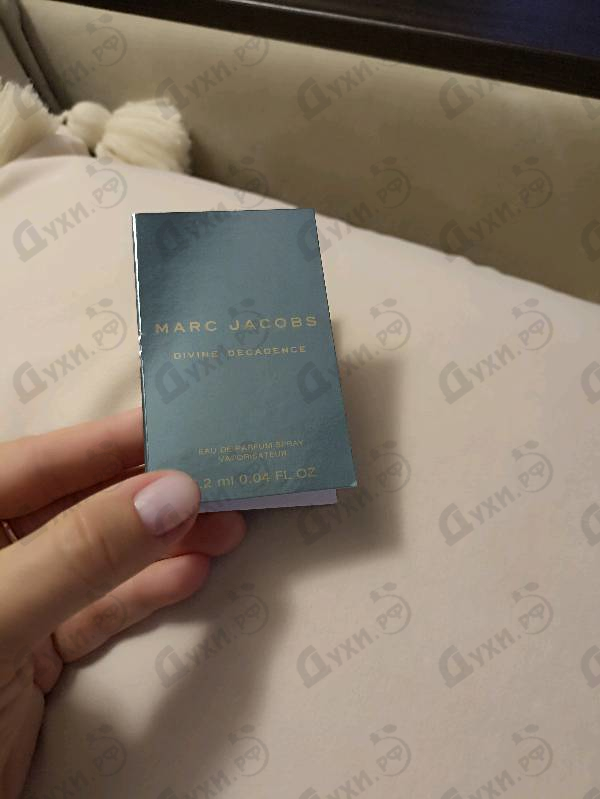 MARC JACOBS
DIVINE DECADENCE
EAU DE PARFUM SPRAY
VAPORISATEUR
.2 ml 0.04 FL OZ
Духи.рф